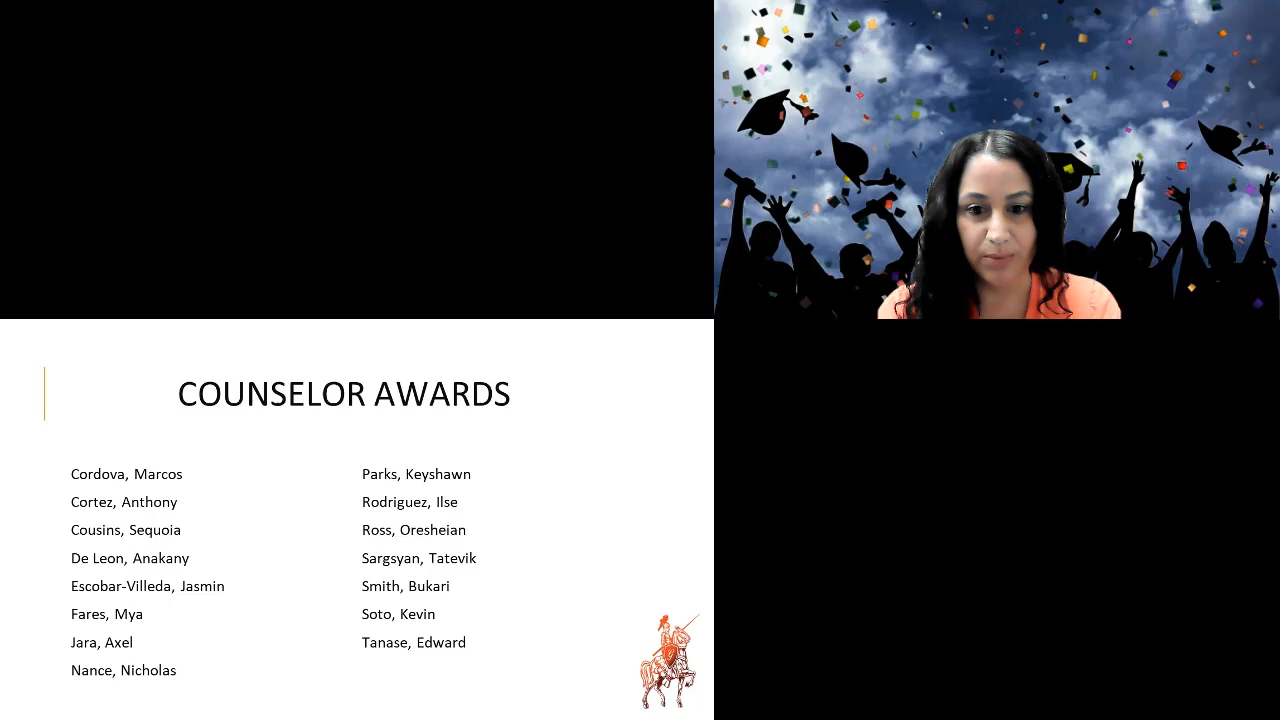 COUNSELOR AWARDS
Cordova, Marcos
Cortez, Anthony
Cousins, Sequoia
De Leon, Anakany
Escobar-Villeda, Jasmin
Fares, Mya
Jara, Axel
Nance, Nicholas
Parks, Keyshawn
Rodriguez, Ilse
Ross, Oresheian
Sargsyan, Tatevik
Smith, Bukari
Soto, Kevin
Tanase, Edward